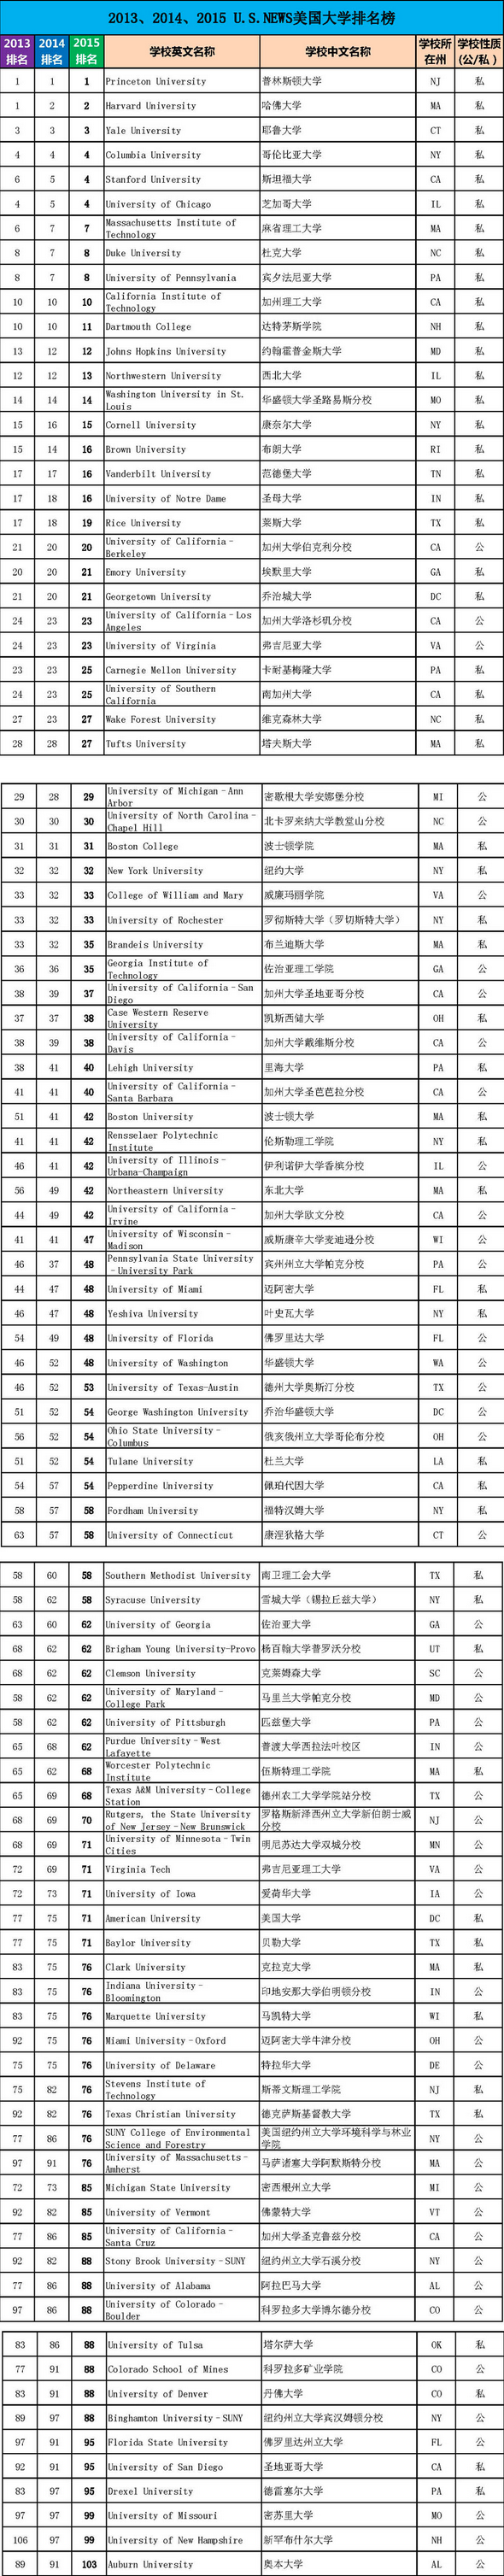 2013、2014、2015 U.S.NEWS美国大学排名榜
2013排名 2014排名 2015排名 学校英文名称 学校中文名称 学校所在州 学校性质(公/私)
1 1 1 Princeton University 普林斯顿大学 NJ 私
1 2 2 Harvard University 哈佛大学 MA 私
3 3 3 Yale University 耶鲁大学 CT 私
4 4 4 Columbia University 哥伦比亚大学 NY 私
6 5 4 Stanford University 斯坦福大学 CA 私
4 5 4 University of Chicago 芝加哥大学 IL 私
6 7 7 Massachusetts Institute of Technology 麻省理工大学 MA 私
8 7 8 Duke University 杜克大学 NC 私
8 7 8 University of Pennsylvania 宾夕法尼亚大学 PA 私
10 10 10 California Institute of Technology 加州理工大学 CA 私
10 10 11 Dartmouth College 达特茅斯学院 NH 私
13 12 12 Johns Hopkins University 约翰霍普金斯大学 MD 私
12 12 13 Northwestern University 西北大学 IL 私
14 14 14 Washington University in St. Louis 华盛顿大学圣路易斯分校 MO 私
15 16 15 Cornell University 康奈尔大学 NY 私
15 14 16 Brown University 布朗大学 RI 私
17 17 16 Vanderbilt University 范德堡大学 TN 私
17 18 16 University of Notre Dame 圣母大学 IN 私
17 18 19 Rice University 莱斯大学 TX 私
21 20 20 University of California-Berkeley 加州大学伯克利分校 CA 公
20 20 21 Emory University 埃默里大学 GA 私
21 20 21 Georgetown University 乔治城大学 DC 私
24 23 23 University of California-Los Angeles 加州大学洛杉矶分校 CA 公
24 23 23 University of Virginia 弗吉尼亚大学 VA 公
23 23 25 Carnegie Mellon University 卡耐基梅隆大学 PA 私
24 23 25 University of Southern California 南加州大学 CA 私
27 23 27 Wake Forest University 维克森林大学 NC 私
28 28 27 Tufts University 塔夫斯大学 MA 私
29 28 29 University of Michigan-Ann Arbor 密歇根大学安娜堡分校 MI 公
30 30 30 University of North Carolina-Chapel Hill 北卡罗来纳大学教堂山分校 NC 公
31 31 31 Boston College 波士顿学院 MA 私
32 32 32 New York University 纽约大学 NY 私
33 32 33 College of William and Mary 威廉玛丽学院 VA 公
33 32 33 University of Rochester 罗彻斯特大学（罗切斯特大学） NY 私
33 32 35 Brandeis University 布兰迪斯大学 MA 私
36 36 35 Georgia Institute of Technology 佐治亚理工学院 GA 公
38 39 37 University of California-San Diego 加州大学圣地亚哥分校 CA 公
37 37 38 Case Western Reserve University 凯斯西储大学 OH 私
38 39 38 University of California-Davis 加州大学戴维斯分校 CA 公
38 41 40 Lehigh University 里海大学 PA 私
41 41 40 University of California-Santa Barbara 加州大学圣芭芭拉分校 CA 公
51 41 42 Boston University 波士顿大学 MA 私
41 41 42 Rensselaer Polytechnic Institute 伦斯勒理工学院 NY 私
46 41 42 University of Illinois-Urbana-Champaign 伊利诺伊大学香槟分校 IL 公
56 49 42 Northeastern University 东北大学 MA 私
44 49 42 University of California-Irvine 加州大学欧文分校 CA 公
41 41 47 University of Wisconsin-Madison 威斯康辛大学麦迪逊分校 WI 公
46 37 48 Pennsylvania State University-University Park 宾州州立大学帕克分校 PA 公
44 47 48 University of Miami 迈阿密大学 FL 私
46 47 48 Yeshiva University 叶史瓦大学 NY 私
54 49 48 University of Florida 佛罗里达大学 FL 公
46 52 48 University of Washington 华盛顿大学 WA 公
46 52 53 University of Texas-Austin 德州大学奥斯汀分校 TX 公
51 52 54 George Washington University 乔治华盛顿大学 DC 公
56 52 54 Ohio State University-Columbus 俄亥俄州立大学哥伦布分校 OH 公
51 52 54 Tulane University 杜兰大学 LA 私
54 57 54 Pepperdine University 佩珀代因大学 CA 私
58 57 58 Fordham University 福特汉姆大学 NY 私
63 57 58 University of Connecticut 康涅狄格大学 CT 公
58 60 58 Southern Methodist University 南卫理工会大学 TX 私
58 62 58 Syracuse University 雪城大学（锡拉丘兹大学） NY 私
63 60 62 University of Georgia 佐治亚大学 GA 公
68 62 62 Brigham Young University-Provo 杨百翰大学普罗沃分校 UT 私
68 62 62 Clemson University 克莱姆森大学 SC 公
58 62 62 University of Maryland-College Park 马里兰大学帕克分校 MD 公
58 62 62 University of Pittsburgh 匹兹堡大学 PA 公
65 68 62 Purdue University-West Lafayette 普渡大学西拉法叶校区 IN 公
65 62 68 Worcester Polytechnic Institute 伍斯特理工学院 MA 私
65 69 68 Texas A&M University-College Station 德州农工大学学院站分校 TX 公
68 69 70 Rutgers, the State University of New Jersey-New Brunswick 罗格斯新泽西州立大学新伯朗士威分校 NJ 公
68 69 71 University of Minnesota-Twin Cities 明尼苏达大学双城分校 MN 公
72 69 71 Virginia Tech 弗吉尼亚理工大学 VA 公
72 73 71 University of Iowa 爱荷华大学 IA 公
77 75 71 American University 美国大学 DC 私
77 75 71 Baylor University 贝勒大学 TX 私
83 75 76 Clark University 克拉克大学 MA 私
83 75 76 Indiana University-Bloomington 印地安那大学伯明顿分校 IN 公
83 75 76 Marquette University 马凯特大学 WI 私
92 75 76 Miami University-Oxford 迈阿密大学牛津分校 OH 公
75 75 76 University of Delaware 特拉华大学 DE 公
75 82 76 Stevens Institute of Technology 斯蒂文斯理工学院 NJ 私
92 82 76 Texas Christian University 德克萨斯基督教大学 TX 私
77 86 76 SUNY College of Environmental Science and Forestry 美国纽约州立大学环境科学与林业学院 NY 公
97 91 76 University of Massachusetts-Amherst 马萨诸塞大学阿默斯特分校 MA 公
72 73 85 Michigan State University 密西根州立大学 MI 公
92 82 85 University of Vermont 佛蒙特大学 VT 公
77 86 85 University of California-Santa Cruz 加州大学圣克鲁兹分校 CA 公
92 82 88 Stony Brook University-SUNY 纽约州立大学石溪分校 NY 公
77 86 88 University of Alabama 阿拉巴马大学 AL 公
97 86 88 University of Colorado-Boulder 科罗拉多大学博尔德分校 CO 公
83 86 88 University of Tulsa 塔尔萨大学 OK 私
77 91 88 Colorado School of Mines 科罗拉多矿业学院 CO 公
83 91 88 University of Denver 丹佛大学 CO 私
89 97 88 Binghamton University-SUNY 纽约州立大学宾汉姆顿分校 NY 公
97 91 95 Florida State University 佛罗里达州立大学 FL 公
92 91 95 University of San Diego 圣地亚哥大学 CA 私
83 97 95 Drexel University 德雷塞尔大学 PA 私
97 97 99 University of Missouri 密苏里大学 MO 公
106 97 99 University of New Hampshire 新罕布什尔大学 NH 公
89 91 103 Auburn University 奥本大学 AL 公